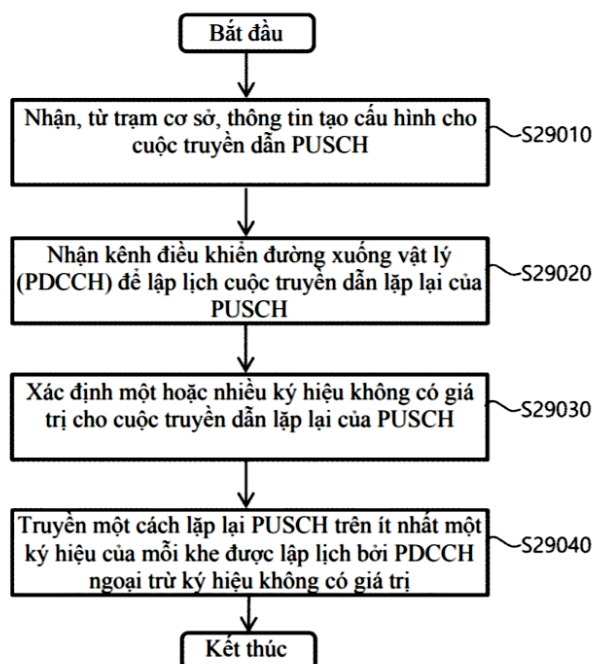 Bắt đầu
Nhận, từ trạm cơ sở, thông tin tạo cấu hình cho
cuộc truyền dẫn PUSCH
S29010
Nhận kênh điều khiển đường xuống vật lý
(PDCCH) để lập lịch cuộc truyền dẫn lặp lại của
PUSCH
S29020
Xác định một hoặc nhiều ký hiệu không có giá
trị cho cuộc truyền dẫn lặp lại của PUSCH
S29030
Truyền một cách lặp lại PUSCH trên ít nhất một
ký hiệu của mỗi khe được lập lịch bởi PDCCH
ngoại trừ ký hiệu không có giá trị
S29040
Kết thúc